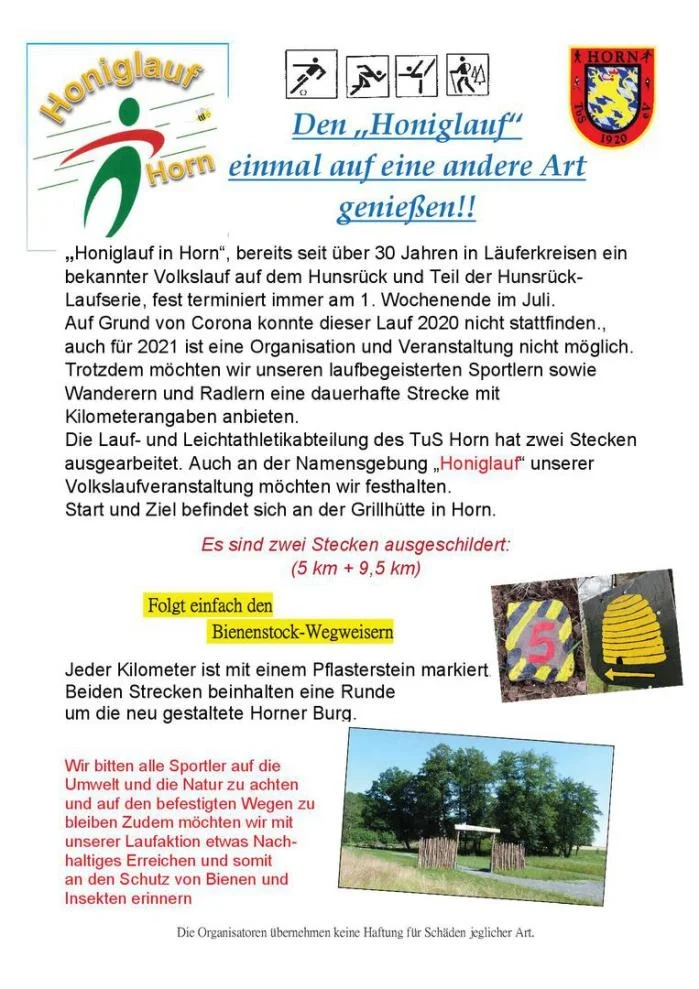 Honiglauf
Horn
HORN
TuS
eV
1920
Den „Honiglauf“
einmal auf eine andere Art
genießen!!
„Honiglauf in Horn“, bereits seit über 30 Jahren in Läuferkreisen ein
bekannter Volkslauf auf dem Hunsrück und Teil der Hunsrück-
Laufserie, fest terminiert immer am 1. Wochenende im Juli.
Auf Grund von Corona konnte dieser Lauf 2020 nicht stattfinden.,
auch für 2021 ist eine Organisation und Veranstaltung nicht möglich.
Trotzdem möchten wir unseren laufbegeisterten Sportlern sowie
Wanderern und Radlern eine dauerhafte Strecke mit
Kilometerangaben anbieten.
Die Lauf- und Leichtathletikabteilung des TuS Horn hat zwei Stecken
ausgearbeitet. Auch an der Namensgebung „Honiglauf“ unserer
Volkslaufveranstaltung möchten wir festhalten.
Start und Ziel befindet sich an der Grillhütte in Horn.
Es sind zwei Stecken ausgeschildert:
(5 km + 9,5 km)
Folgt einfach den
Bienenstock-Wegweisern
5
Jeder Kilometer ist mit einem Pflasterstein markiert.
Beiden Strecken beinhalten eine Runde
um die neu gestaltete Horner Burg.
Wir bitten alle Sportler auf die
Umwelt und die Natur zu achten
und auf den befestigten Wegen zu
bleiben Zudem möchten wir mit
unserer Laufaktion etwas Nach-
haltiges Erreichen und somit
an den Schutz von Bienen und
Insekten erinnern
Die Organisatoren übernehmen keine Haftung für Schäden jeglicher Art.